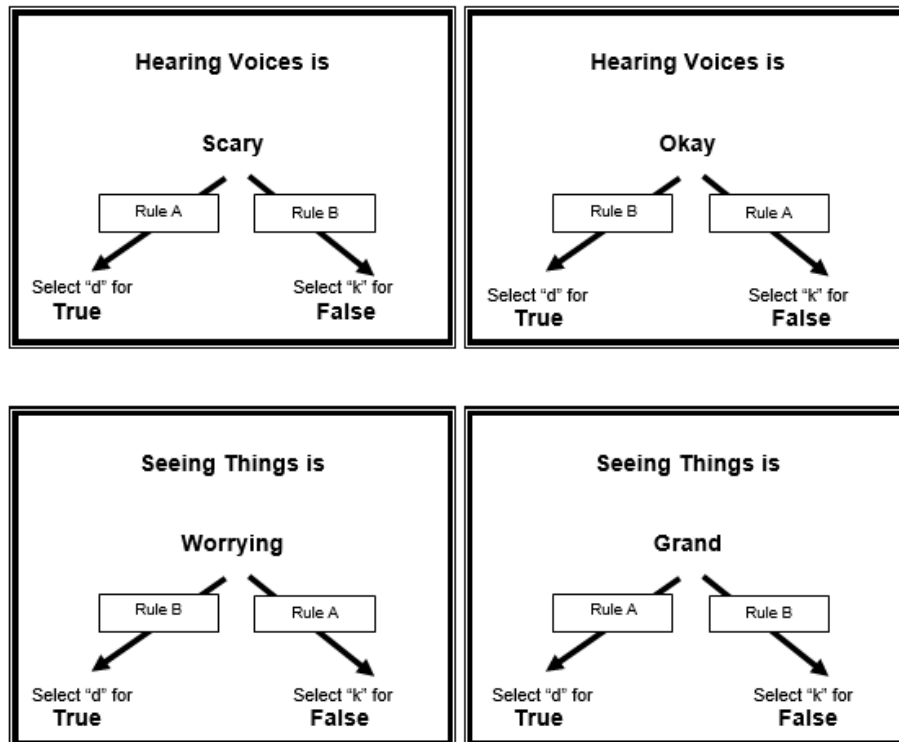 Hearing Voices is
Scary
Rule A
Rule B
Select “d” for
True
Select “k” for
False
Hearing Voices is
Okay
Rule B
Rule A
Select “d” for
True
Select “k” for
False
Seeing Things is
Worrying
Rule B
Rule A
Select “d” for
True
Select “k” for
False
Seeing Things is
Grand
Rule A
Rule B
Select “d” for
True
Select “k” for
False